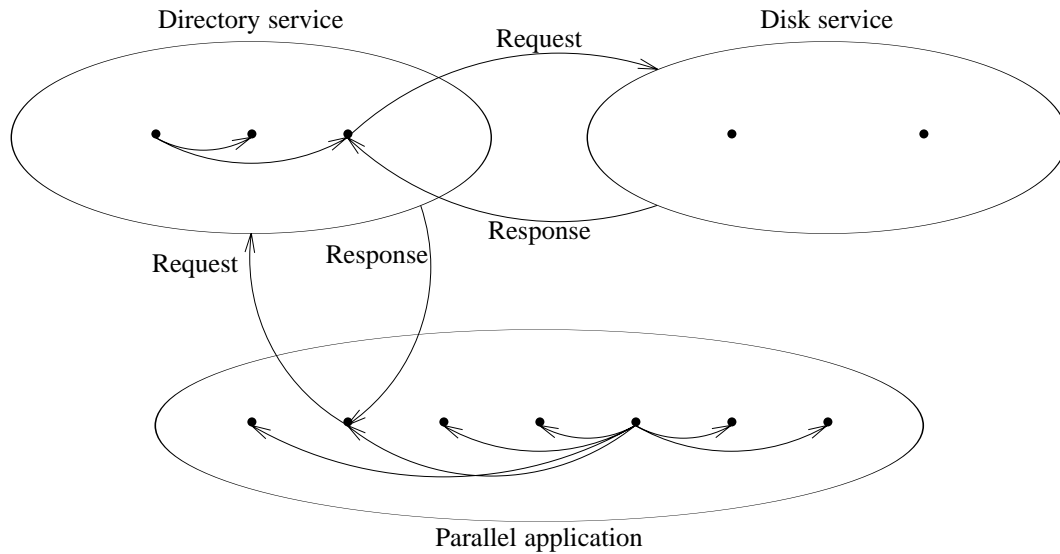 Directory service
Disk service
Request
Response
Request
Response
Parallel application